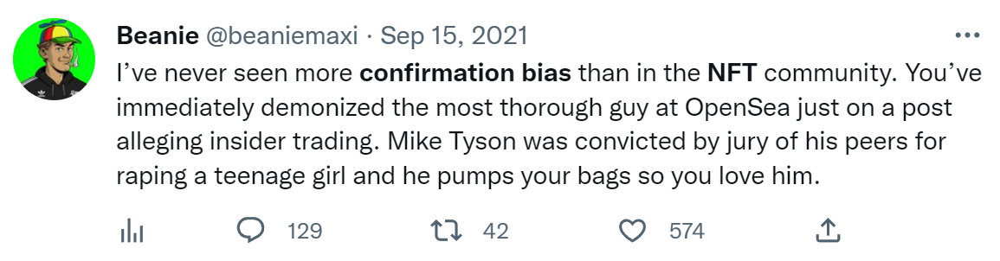 Beanie @beaniemaxi · Sep 15, 2021
I’ve never seen more confirmation bias than in the NFT community. You’ve
immediately demonized the most thorough guy at OpenSea just on a post
alleging insider trading. Mike Tyson was convicted by jury of his peers for
raping a teenage girl and he pumps your bags so you love him.
129 42 574